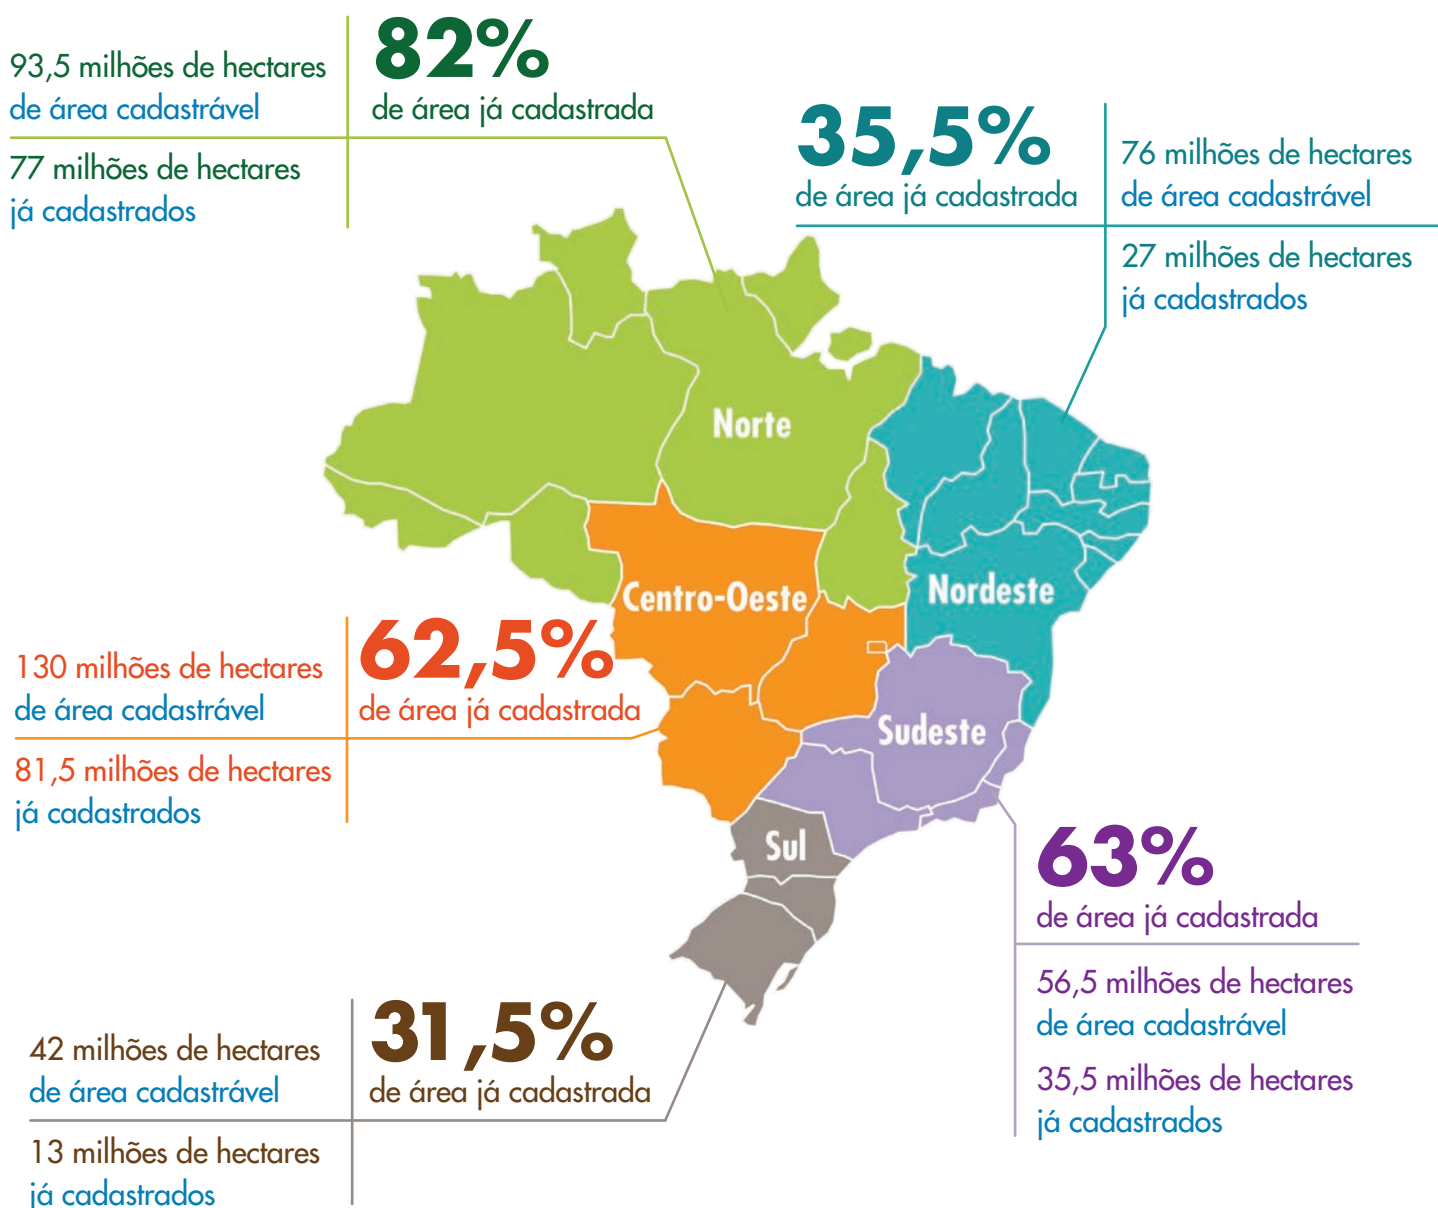 93,5 milhões de hectares
de área cadastrável
77 milhões de hectares
já cadastrados
82%
de área já cadastrada
35,5%
de área já cadastrada
76 milhões de hectares
de área cadastrável
27 milhões de hectares
já cadastrados
Norte
Nordeste
Centro-Oeste
Sudeste
Sul
130 milhões de hectares
de área cadastrável
81,5 milhões de hectares
já cadastrados
62,5%
de área já cadastrada
63%
de área já cadastrada
56,5 milhões de hectares
de área cadastrável
35,5 milhões de hectares
já cadastrados
42 milhões de hectares
de área cadastrável
13 milhões de hectares
já cadastrados
31,5%
de área já cadastrada